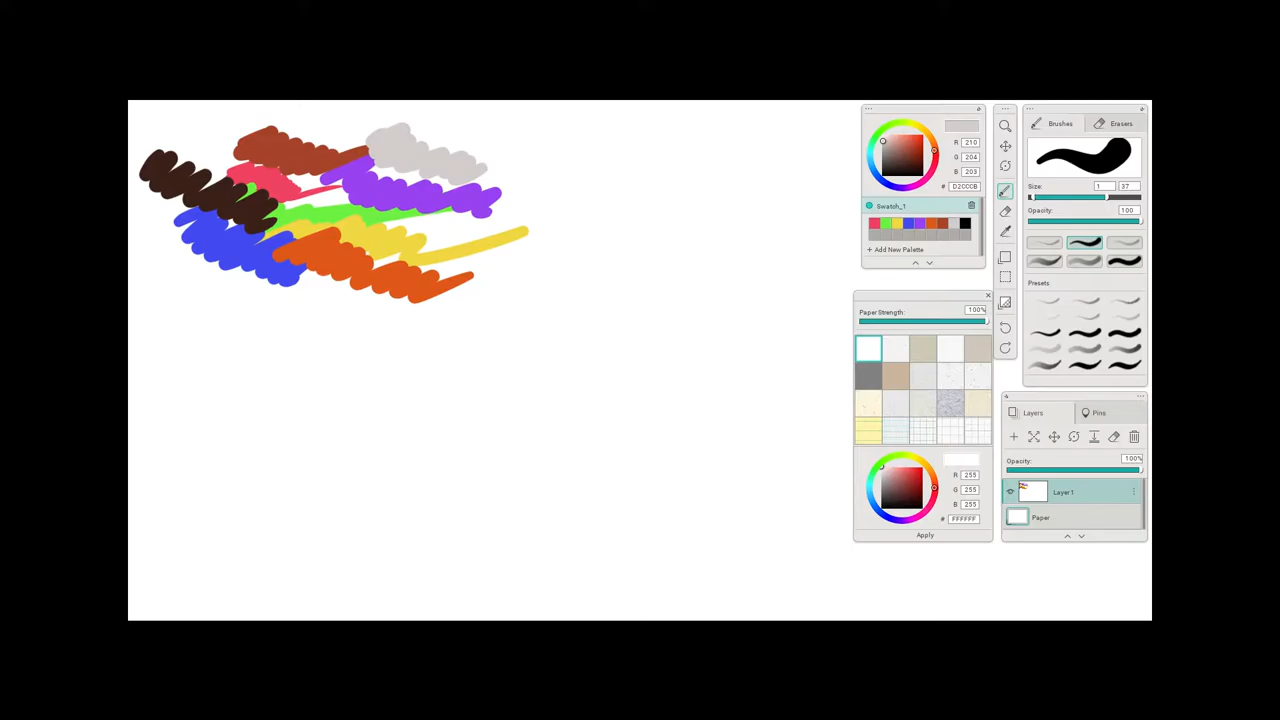 R 210
G 204
B 203
# D2CCCB
Swatch_1
+ Add New Palette
Brushes
Erasers
Size: 1 37
Opacity: 100
Presets
Paper Strength: 100%
R 255
G 255
B 255
# FFFFFF
Apply
Layers
Pins
Opacity: 100%
Layer 1
Paper